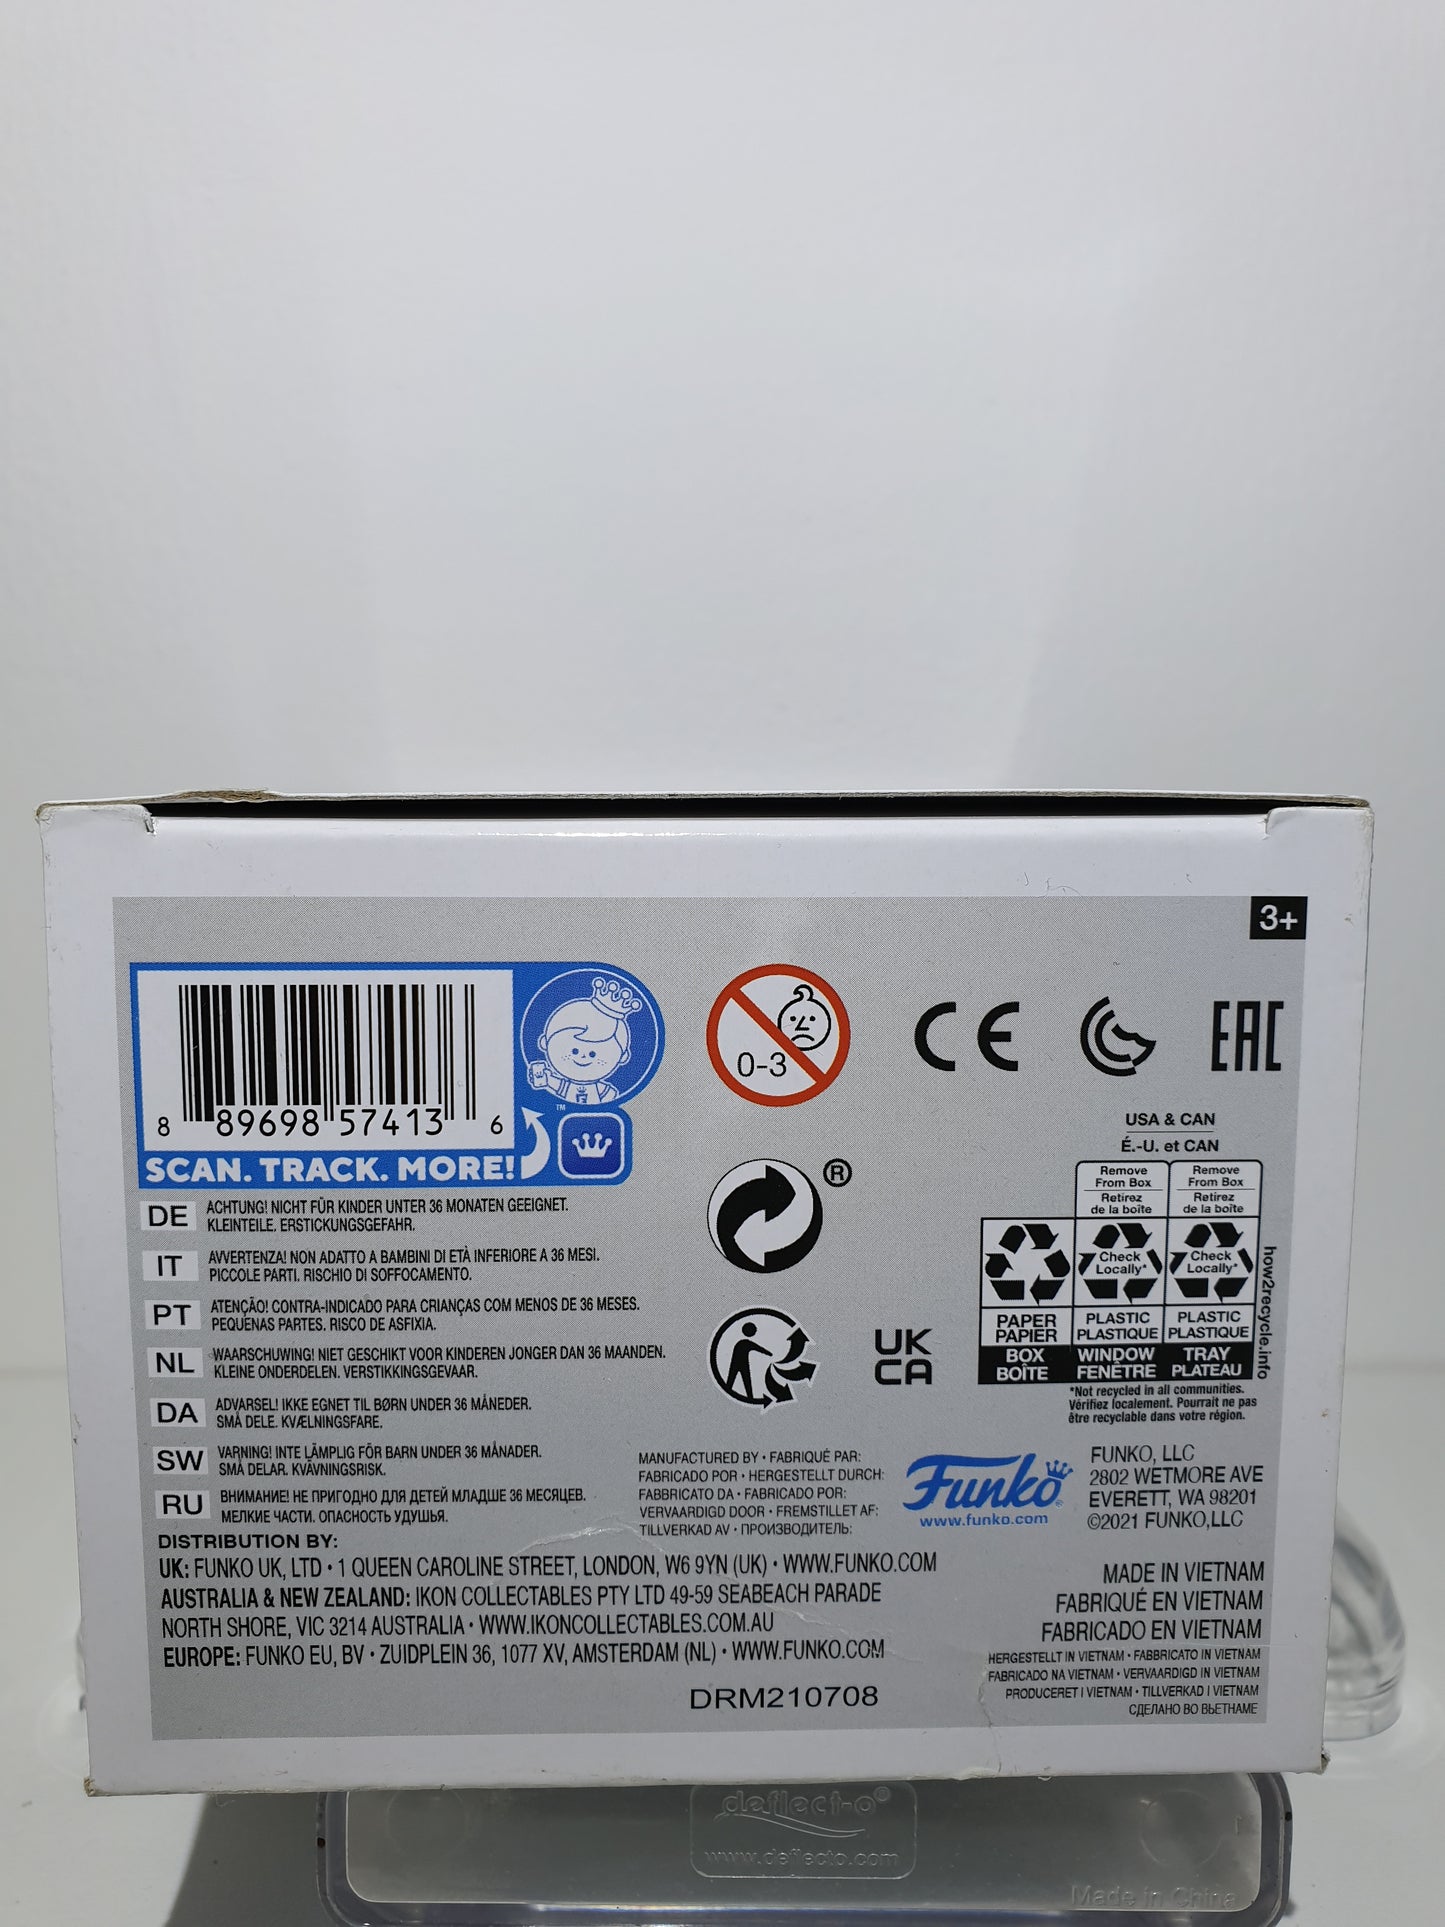 3+
8 89698 57413 6
SCAN. TRACK. MORE!
™
0-3
CE
EAC
DE
ACHTUNG! NICHT FÜR KINDER UNTER 36 MONATEN GEEIGNET.
KLEINTEILE. ERSTICKUNGSGEFAHR.
IT
AVVERTENZA! NON ADATTO A BAMBINI DI ETÀ INFERIORE A 36 MESI.
PICCOLE PARTI. RISCHIO DI SOFFOCAMENTO.
PT
ATENÇÃO! CONTRA-INDICADO PARA CRIANÇAS COM MENOS DE 36 MESES.
PEQUENAS PARTES. RISCO DE ASFIXIA.
NL
WAARSCHUWING! NIET GESCHIKT VOOR KINDEREN JONGER DAN 36 MAANDEN.
KLEINE ONDERDELEN. VERSTIKKINGSGEVAAR.
DA
ADVARSEL! IKKE EGNET TIL BØRN UNDER 36 MÅNEDER.
SMÅ DELE. KVÆLNINGSFARE.
SW
VARNING! INTE LÄMPLIG FÖR BARN UNDER 36 MÅNADER.
SMÅ DELAR. KVÄVNINGSRISK.
RU
ВНИМАНИЕ! НЕ ПРИГОДНО ДЛЯ ДЕТЕЙ МЛАДШЕ 36 МЕСЯЦЕВ.
МЕЛКИЕ ЧАСТИ. ОПАСНОСТЬ УДУШЬЯ.
®
UK
CA
USA & CAN
É.-U. et CAN
Remove From Box
Retirez de la boîte
Remove From Box
Retirez de la boîte
Check Locally*
Check Locally*
PAPER PAPIER
PLASTIC PLASTIQUE
PLASTIC PLASTIQUE
BOX BOÎTE
WINDOW FENÊTRE
TRAY PLATEAU
how2recycle.info
*Not recycled in all communities.
Vérifiez localement. Pourrait ne pas
être recyclable dans votre région.
MANUFACTURED BY • FABRIQUÉ PAR:
FABRICADO POR • HERGESTELLT DURCH:
FABBRICATO DA • FABRICADO POR:
VERVAARDIGD DOOR • FREMSTILLET AF:
TILLVERKAD AV • ПРОИЗВОДИТЕЛЬ:
Funko®
www.funko.com
FUNKO, LLC
2802 WETMORE AVE
EVERETT, WA 98201
©2021 FUNKO,LLC
DISTRIBUTION BY:
UK: FUNKO UK, LTD • 1 QUEEN CAROLINE STREET, LONDON, W6 9YN (UK) • WWW.FUNKO.COM
AUSTRALIA & NEW ZEALAND: IKON COLLECTABLES PTY LTD 49-59 SEABEACH PARADE
NORTH SHORE, VIC 3214 AUSTRALIA • WWW.IKONCOLLECTABLES.COM.AU
EUROPE: FUNKO EU, BV • ZUIDPLEIN 36, 1077 XV, AMSTERDAM (NL) • WWW.FUNKO.COM
DRM210708
MADE IN VIETNAM
FABRIQUÉ EN VIETNAM
FABRICADO EN VIETNAM
HERGESTELLT IN VIETNAM • FABBRICATO IN VIETNAM
FABRICADO NA VIETNAM • VERVAARDIGD IN VIETNAM
PRODUCERET I VIETNAM • TILLVERKAD I VIETNAM
СДЕЛАНО ВО ВЬЕТНАМЕ
deflect-o®
www.deflecto.com
Made in China